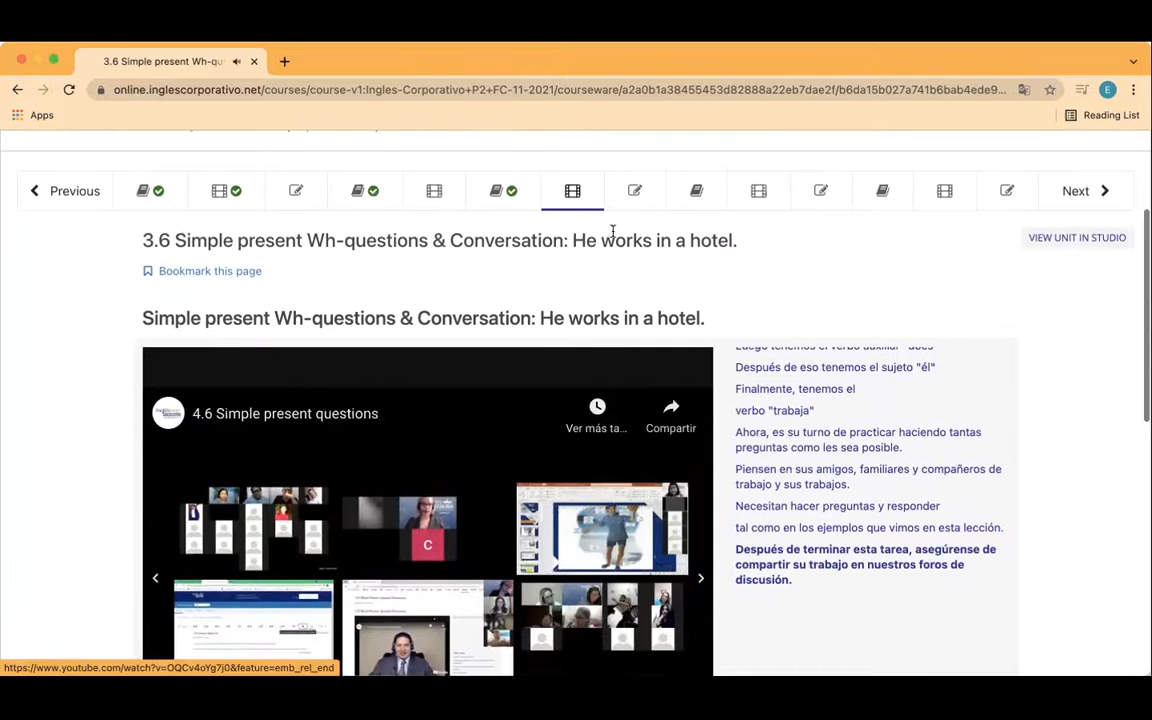 3.6 Simple present Wh-qu
online.inglescorporativo.net/courses/course-v1:Ingles-Corporativo+P2+FC-11-2021/courseware/a2a0b1a38455453d82888a22eb7dae2f/b6da15b027a741b6bab4ede9...
E
Apps
Reading List
Previous
Next
3.6 Simple present Wh-questions & Conversation: He works in a hotel.
VIEW UNIT IN STUDIO
Bookmark this page
Simple present Wh-questions & Conversation: He works in a hotel.
4.6 Simple present questions
Ver más ta...
Compartir
C
Luego tenemos el verbo auxiliar "does"
Después de eso tenemos el sujeto "él"
Finalmente, tenemos el
verbo "trabaja"
Ahora, es su turno de practicar haciendo tantas
preguntas como les sea posible.
Piensen en sus amigos, familiares y compañeros de
trabajo y sus trabajos.
Necesitan hacer preguntas y responder
tal como en los ejemplos que vimos en esta lección.
Después de terminar esta tarea, asegúrense de
compartir su trabajo en nuestros foros de
discusión.
https://www.youtube.com/watch?v=OQCv4oYg7j0&feature=emb_rel_end